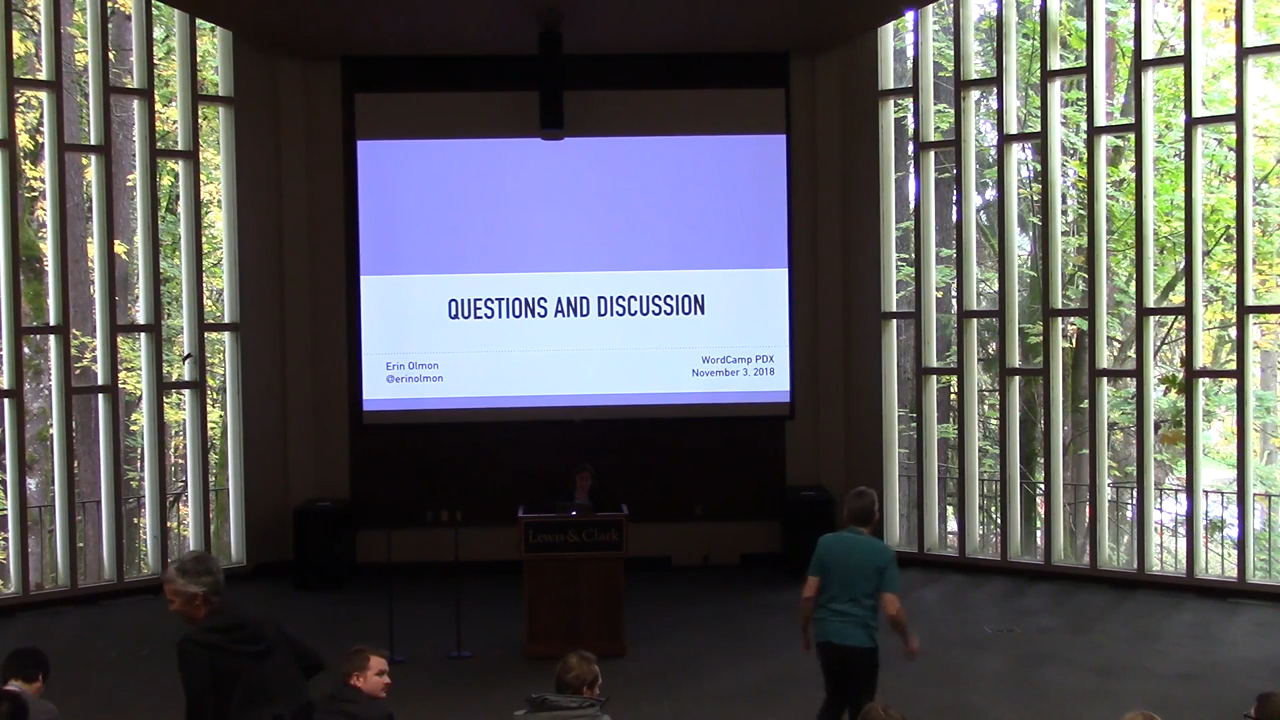 QUESTIONS AND DISCUSSION
Erin Olmon
@erinolmon
WordCamp PDX
November 3, 2018
Lewis & Clark